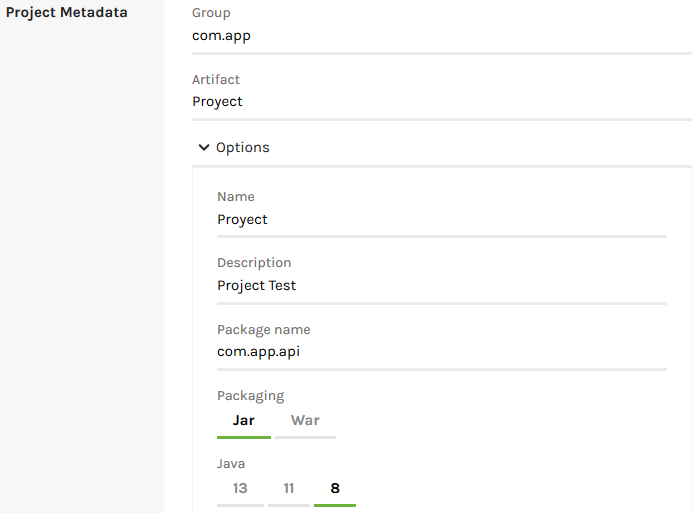 Project Metadata
Group
com.app
Artifact
Proyect
Options
Name
Proyect
Description
Project Test
Package name
com.app.api
Packaging
Jar War
Java
13 11 8